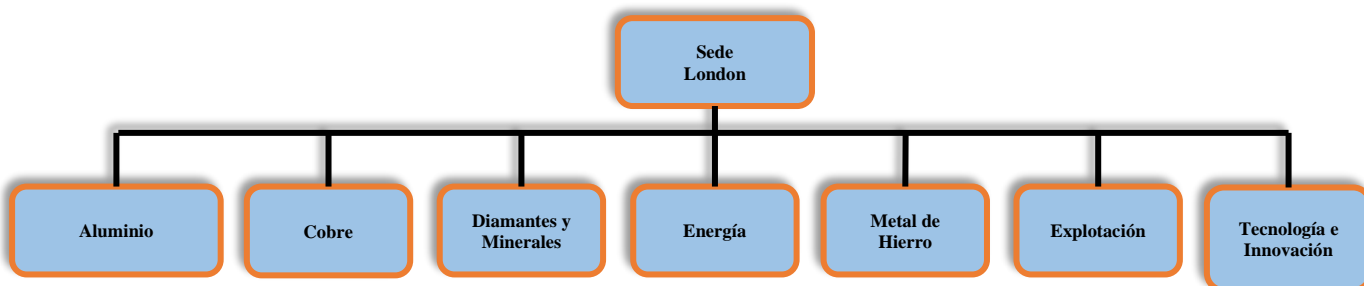 Sede
London
Aluminio
Cobre
Diamantes y
Minerales
Energía
Metal de
Hierro
Explotación
Tecnología e
Innovación